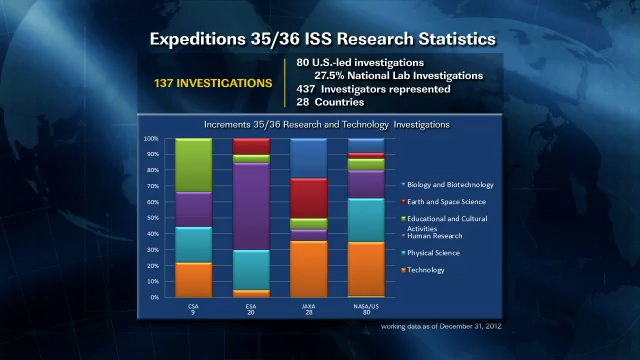 Expeditions 35/36 ISS Research Statistics
137 INVESTIGATIONS
80 U.S.-led investigations
27.5% National Lab Investigations
437 Investigators represented
28 Countries
Increments 35/36 Research and Technology Investigations
100%
90%
80%
70%
60%
50%
40%
30%
20%
10%
0%
CSA
9
ESA
20
JAXA
28
NASA/US
80
Biology and Biotechnology
Earth and Space Science
Educational and Cultural
Activities
Human Research
Physical Science
Technology
working data as of December 31, 2012